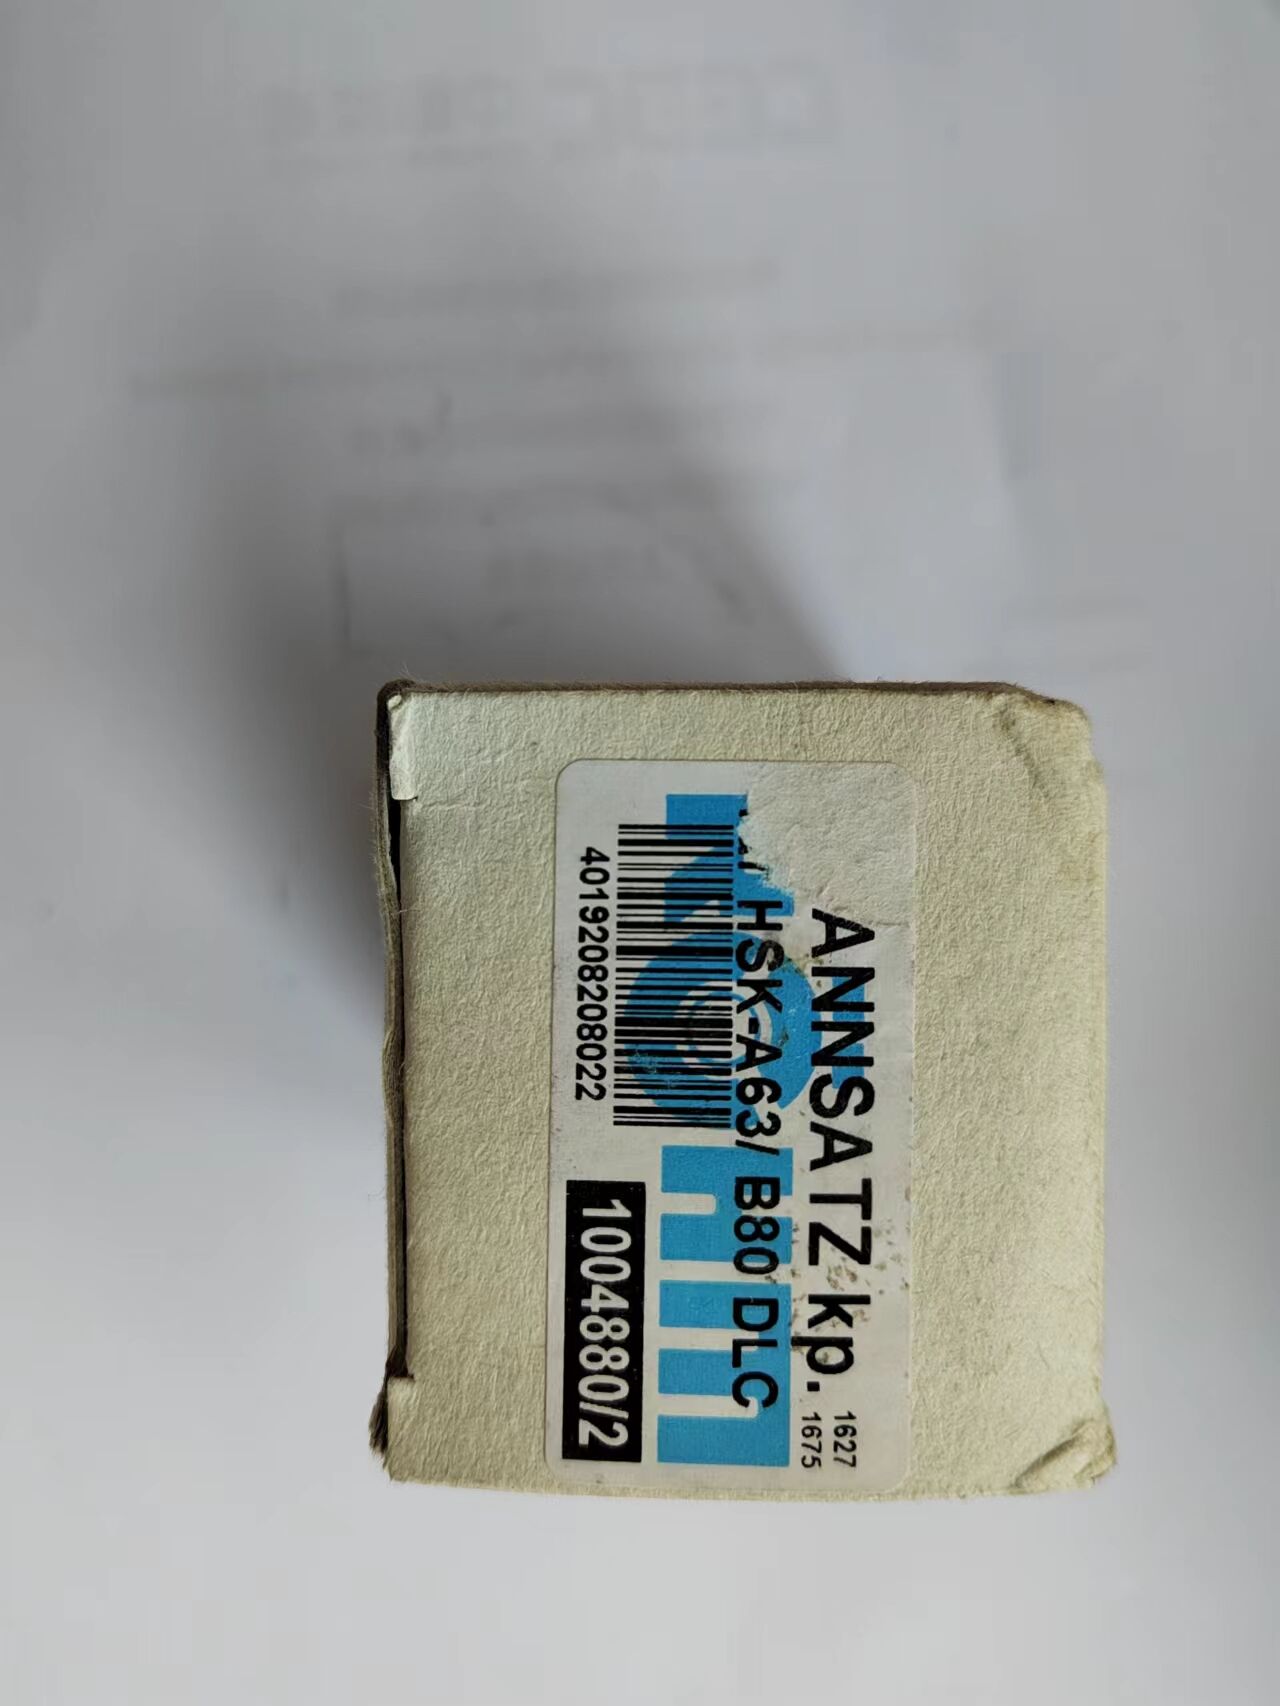 ANNSATZ kp.
1627
1675
HSK-A63/ B80 DLC
4019208208022
1004880/2